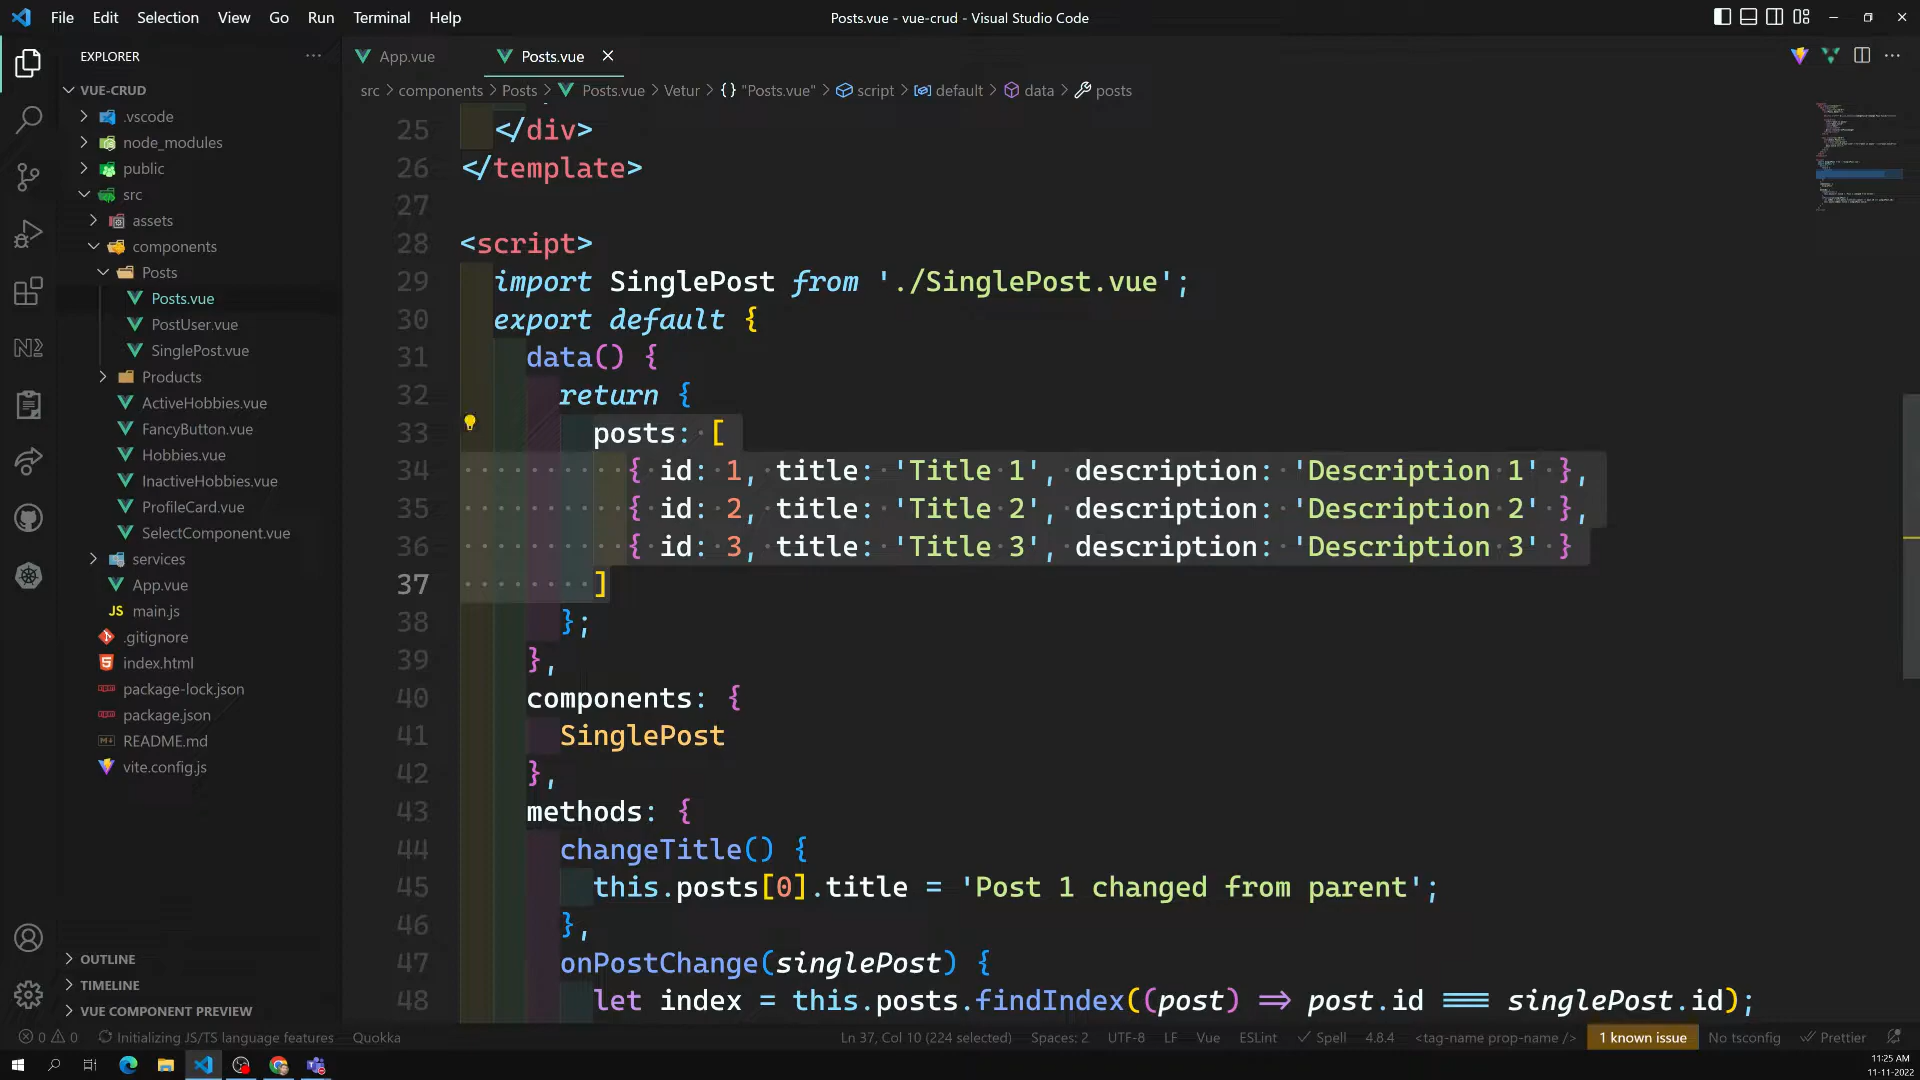 File Edit Selection View Go Run Terminal Help
Posts.vue - vue-crud - Visual Studio Code
EXPLORER
App.vue
Posts.vue
VUE-CRUD
.vscode
node_modules
public
src
assets
components
Posts
Posts.vue
PostUser.vue
SinglePost.vue
Products
ActiveHobbies.vue
FancyButton.vue
Hobbies.vue
InactiveHobbies.vue
ProfileCard.vue
SelectComponent.vue
services
App.vue
JS main.js
.gitignore
index.html
package-lock.json
package.json
README.md
vite.config.js
OUTLINE
TIMELINE
VUE COMPONENT PREVIEW
src > components > Posts > Posts.vue > Vetur > {} "Posts.vue" > script > default > data > posts
25 </div>
26 </template>
27
28 <script>
29 import SinglePost from './SinglePost.vue';
30 export default {
31 data() {
32 return {
33 posts: [
34 { id: 1, title: 'Title 1', description: 'Description 1' },
35 { id: 2, title: 'Title 2', description: 'Description 2' },
36 { id: 3, title: 'Title 3', description: 'Description 3' }
37 ]
38 };
39 },
40 components: {
41 SinglePost
42 },
43 methods: {
44 changeTitle() {
45 this.posts[0].title = 'Post 1 changed from parent';
46 },
47 onPostChange(singlePost) {
48 let index = this.posts.findIndex((post) => post.id === singlePost.id);
0 0 Initializing JS/TS language features Quokka Ln 37, Col 10 (224 selected) Spaces: 2 UTF-8 LF Vue ESLint Spell 4.8.4 <tag-name prop-name /> 1 known issue No tsconfig Prettier
11:25 AM
11-11-2022